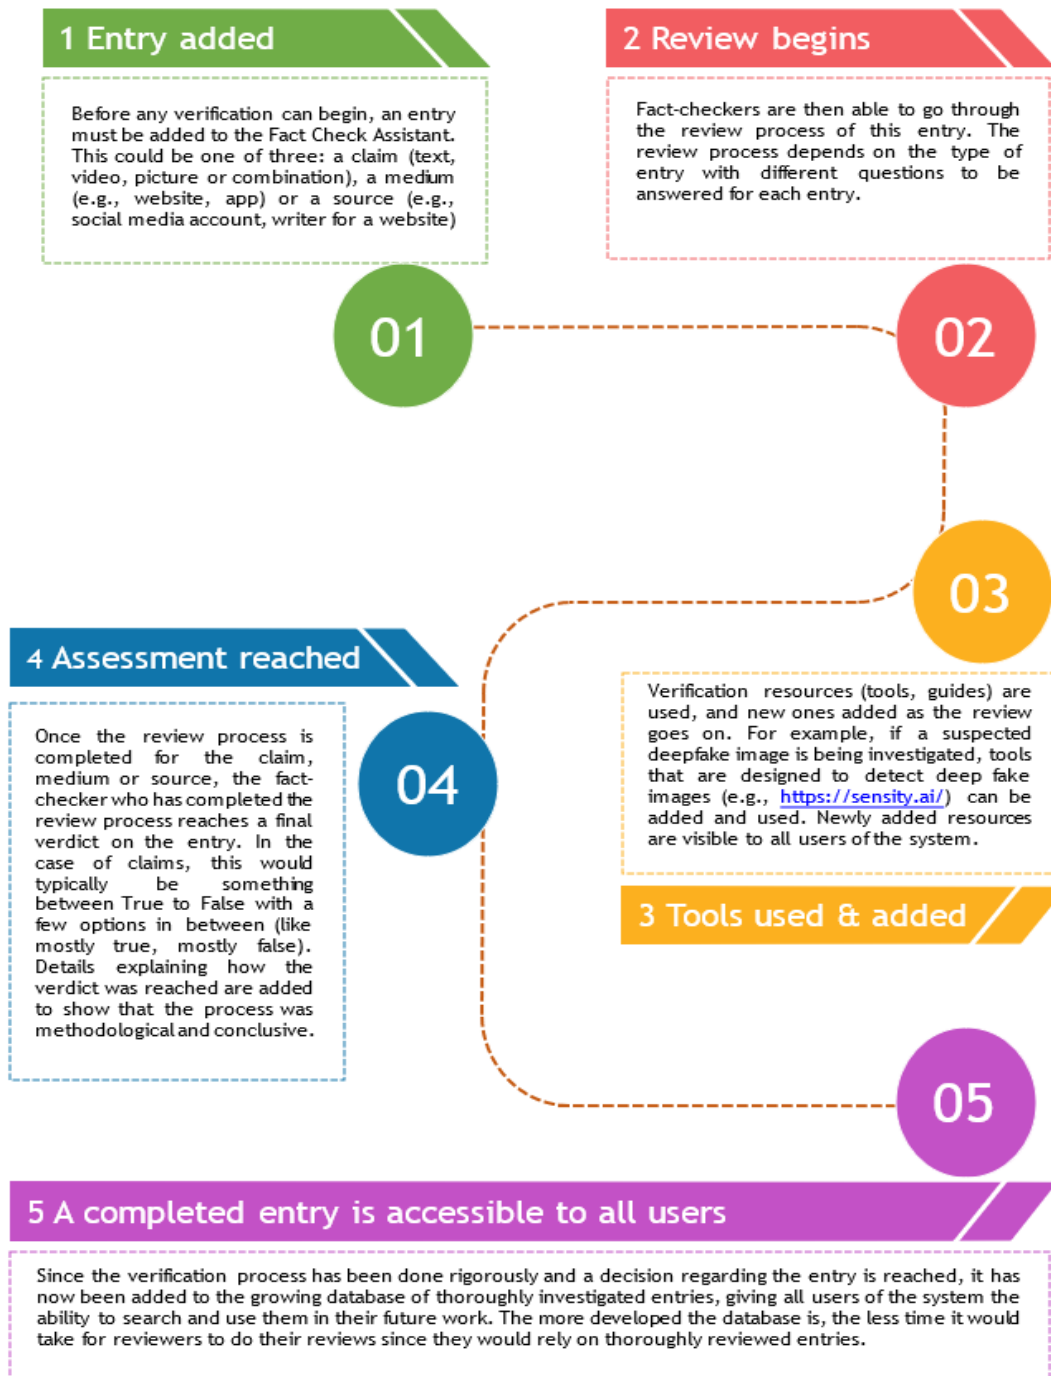 1 Entry added
Before any verification can begin, an entry
must be added to the Fact Check Assistant.
This could be one of three: a claim (text,
video, picture or combination), a medium
(e.g., website, app) or a source (e.g.,
social media account, writer for a website)
01
2 Review begins
Fact-checkers are then able to go through
the review process of this entry. The
review process depends on the type of
entry with different questions to be
answered for each entry.
02
03
Verification resources (tools, guides) are
used, and new ones added as the review
goes on. For example, if a suspected
deepfake image is being investigated, tools
that are designed to detect deep fake
images (e.g., https://sensity.ai/) can be
added and used. Newly added resources
are visible to all users of the system.
3 Tools used & added
4 Assessment reached
Once the review process is
completed for the claim,
medium or source, the fact-
checker who has completed the
review process reaches a final
verdict on the entry. In the
case of claims, this would
typically be something
between True to False with a
few options in between (like
mostly true, mostly false).
Details explaining how the
verdict was reached are added
to show that the process was
methodological and conclusive.
04
05
5 A completed entry is accessible to all users
Since the verification process has been done rigorously and a decision regarding the entry is reached, it has
now been added to the growing database of thoroughly investigated entries, giving all users of the system the
ability to search and use them in their future work. The more developed the database is, the less time it would
take for reviewers to do their reviews since they would rely on thoroughly reviewed entries.